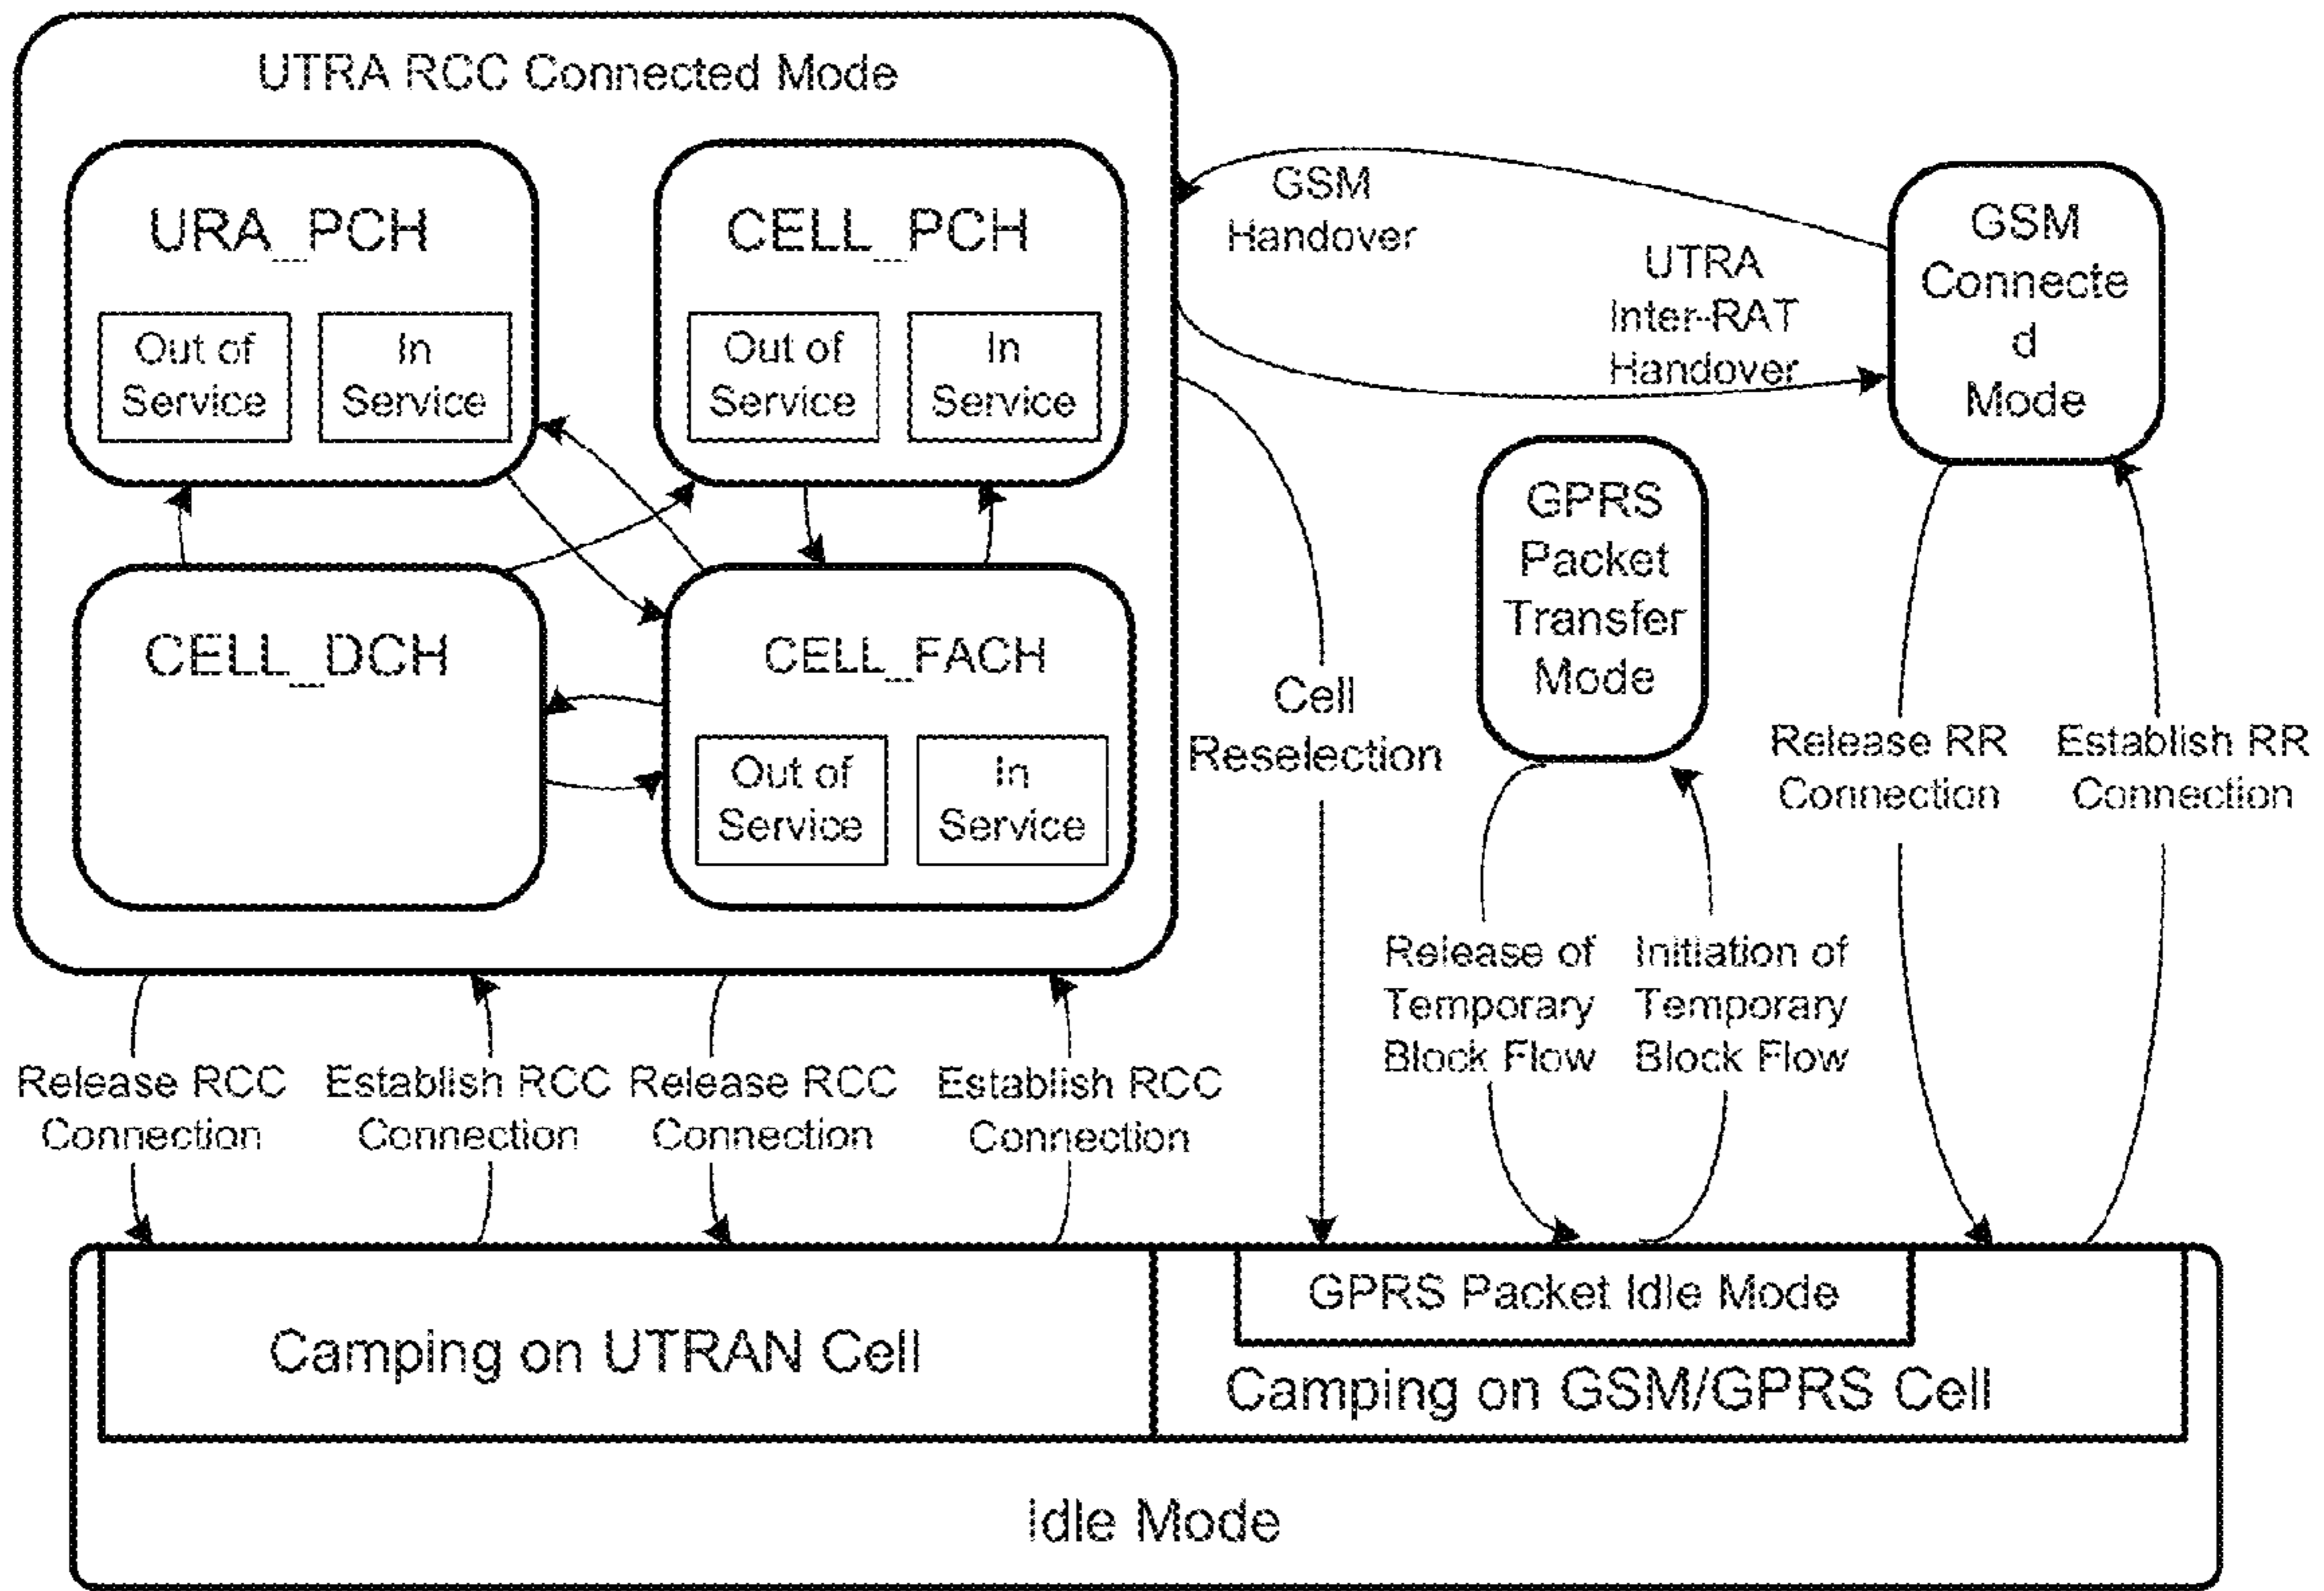 UTRA RCC Connected Mode
URA_PCH
Out of
Service
In
Service
CELL_PCH
Out of
Service
In
Service
CELL_DCH
CELL_FACH
Out of
Service
In
Service
GSM
Handover
UTRA
Inter-RAT
Handover
GSM
Connecte
d
Mode
GPRS
Packet
Transfer
Mode
Cell
Reselection
Release RR
Connection
Establish RR
Connection
Release of
Temporary
Block Flow
Initiation of
Temporary
Block Flow
Release RCC
Connection
Establish RCC
Connection
Release RCC
Connection
Establish RCC
Connection
Camping on UTRAN Cell
GPRS Packet Idle Mode
Camping on GSM/GPRS Cell
Idle Mode